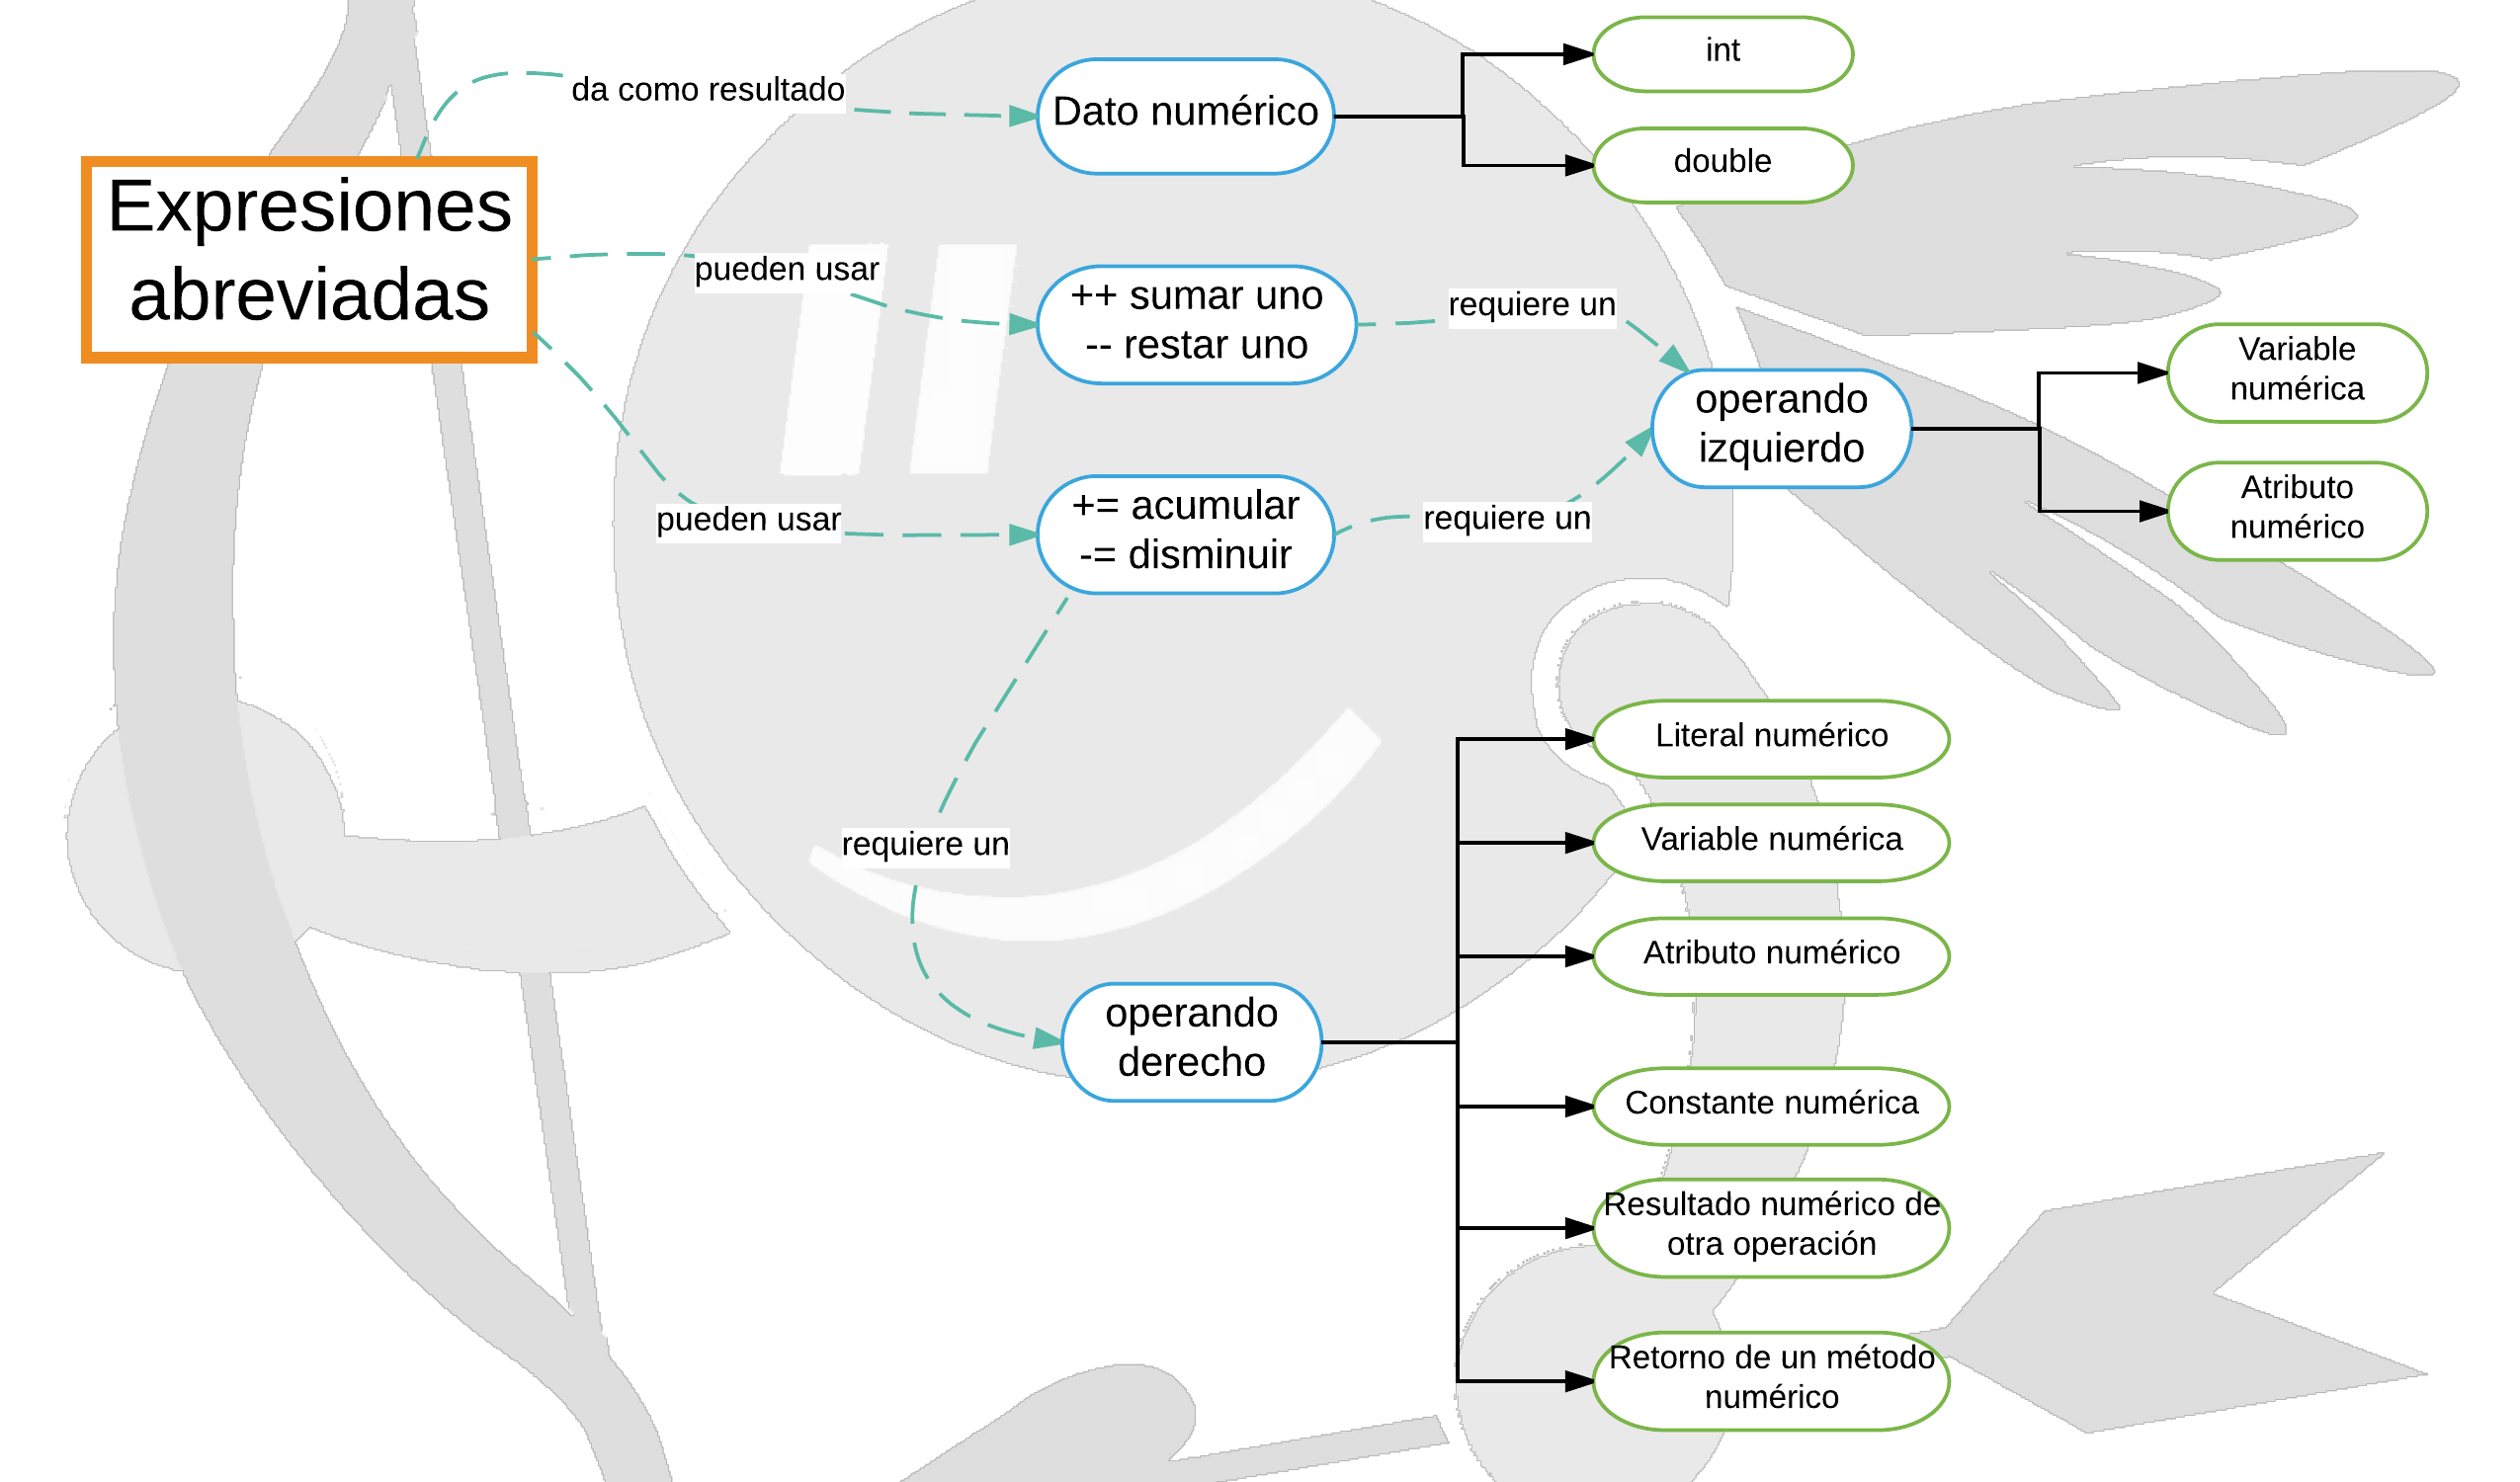 int
da como resultado
Dato numérico
double
Expresiones
abreviadas
pueden usar
++ sumar uno
-- restar uno
requiere un
Variable
numérica
operando
izquierdo
pueden usar
+= acumular
-= disminuir
requiere un
Atributo
numérico
Literal numérico
Variable numérica
requiere un
Atributo numérico
operando
derecho
Constante numérica
Resultado numérico de
otra operación
Retorno de un método
numérico